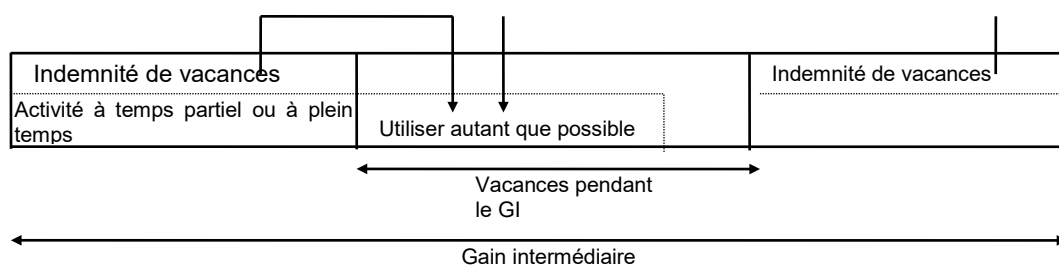 Indemnité de vacances
Indemnité de vacances
Activité à temps partiel ou à plein
temps
Utiliser autant que possible
Vacances pendant
le GI
Gain intermédiaire